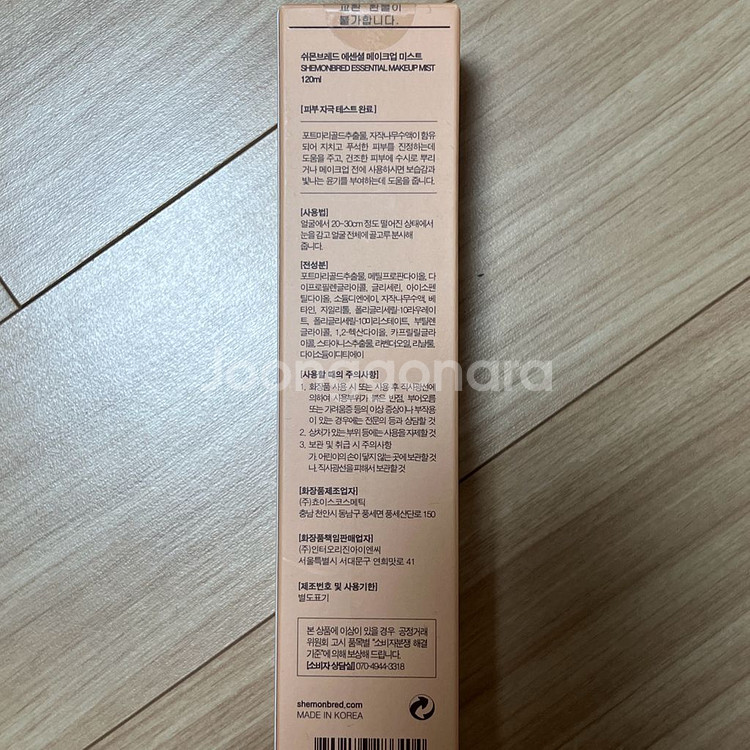 교환 환불이
불가합니다.
쉬몬브레드 에센셜 메이크업 미스트
SHEMONBRED ESSENTIAL MAKEUP MIST
120ml
[피부 자극 테스트 완료]
포트마리골드추출물, 자작나무수액이 함유
되어 지치고 푸석한 피부를 진정하는데
도움을 주고, 건조한 피부에 수시로 뿌리
거나 메이크업 전에 사용하시면 보습감과
빛나는 윤기를 부여하는데 도움을 줍니다.
[사용법]
얼굴에서 20~30cm 정도 떨어진 상태에서
눈을 감고 얼굴 전체에 골고루 분사해
줍니다.
[전성분]
포트마리골드추출물, 메틸프로판다이올, 다
이프로필렌글라이콜, 글리세린, 아이소펜
틸다이올, 소듐디엔에이, 자작나무수액, 베
타인, 자일리톨, 폴리글리세릴-10라우레이
트, 폴리글리세릴-10미리스테이트, 부틸렌
글라이콜, 1,2-헥산다이올, 카프릴릴글라이
콜, 스타아니스추출물, 라벤더오일, 리날룰,
다이소듐이디티에이
Joongonara
[사용할 때의 주의사항]
1. 화장품 사용 시 또는 사용 후 직사광선에
의하여 사용부위가 붉은 반점, 부어오름
또는 가려움증 등의 이상 증상이나 부작용
이 있는 경우에는 전문의 등과 상담할 것
2. 상처가 있는 부위 등에는 사용을 자제할 것
3. 보관 및 취급 시 주의사항
가. 어린이의 손이 닿지 않는 곳에 보관할 것
나. 직사광선을 피해서 보관할 것
[화장품제조업자]
(주)쵸이스코스메틱
충남 천안시 동남구 풍세면 풍세산단로 150
[화장품책임판매업자]
(주)인터오리진아이엔씨
서울특별시 서대문구 연희맛로 41
[제조번호 및 사용기한]
별도표기
본 상품에 이상이 있을 경우 공정거래
위원회 고시 품목별 "소비자분쟁 해결
기준"에 의해 보상해 드립니다.
[소비자 상담실] 070-4944-3318
shemonbred.com
MADE IN KOREA